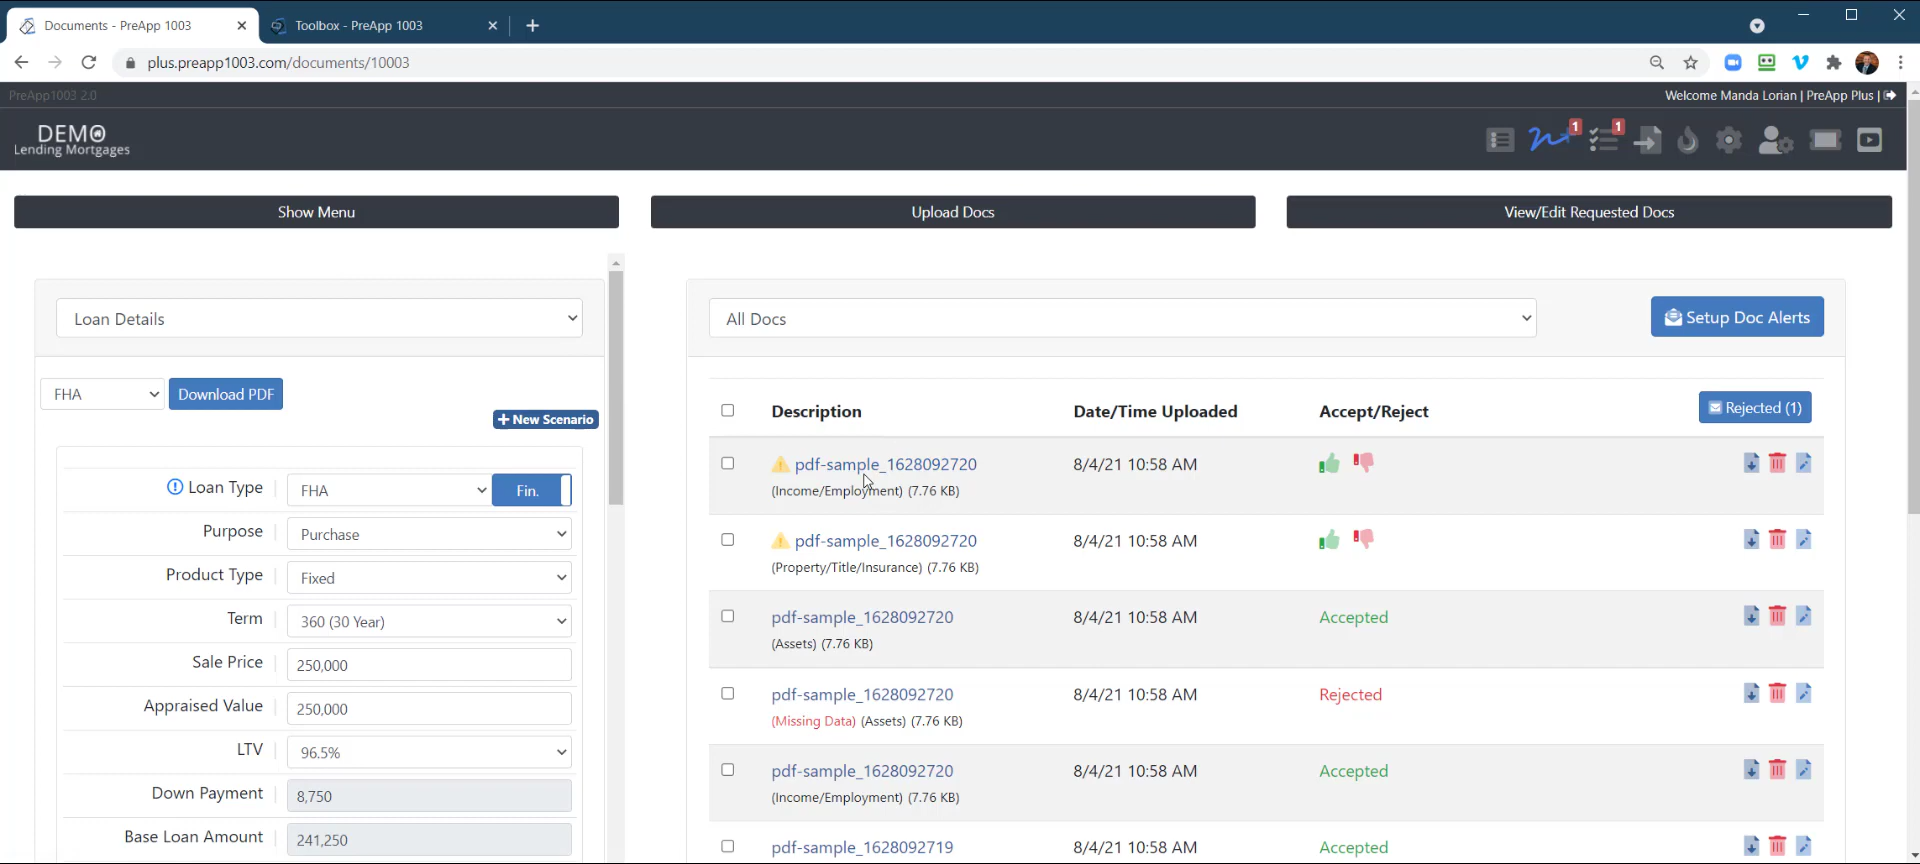 Documents - PreApp 1003
Toolbox - PreApp 1003
plus.preapp1003.com/documents/10003
PreApp1003 2.0
Welcome Manda Lorian | PreApp Plus |
DEMO
Lending Mortgages
1
1
Show Menu
Upload Docs
View/Edit Requested Docs
Loan Details
FHA
Download PDF
New Scenario
Loan Type
FHA
Fin.
Purpose
Purchase
Product Type
Fixed
Term
360 (30 Year)
Sale Price
250,000
Appraised Value
250,000
LTV
96.5%
Down Payment
8,750
Base Loan Amount
241,250
All Docs
Setup Doc Alerts
Description
Date/Time Uploaded
Accept/Reject
Rejected (1)
pdf-sample_1628092720
8/4/21 10:58 AM
(Income/Employment) (7.76 KB)
pdf-sample_1628092720
8/4/21 10:58 AM
(Property/Title/Insurance) (7.76 KB)
pdf-sample_1628092720
8/4/21 10:58 AM
Accepted
(Assets) (7.76 KB)
pdf-sample_1628092720
8/4/21 10:58 AM
Rejected
(Missing Data) (Assets) (7.76 KB)
pdf-sample_1628092720
8/4/21 10:58 AM
Accepted
(Income/Employment) (7.76 KB)
pdf-sample_1628092719
8/4/21 10:58 AM
Accepted